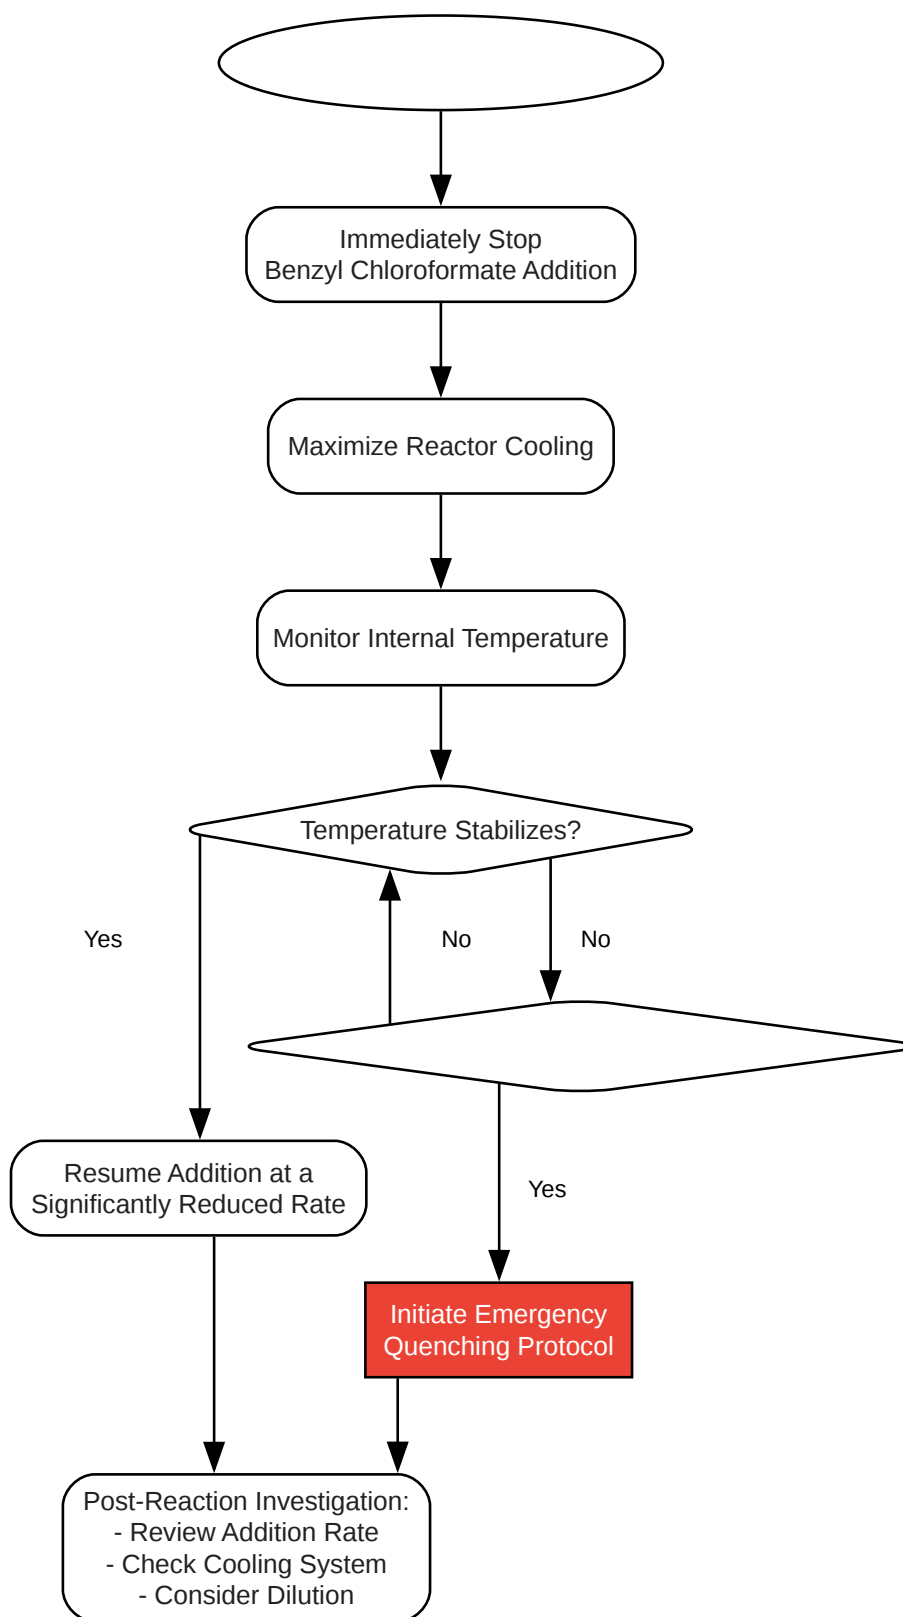 Immediately Stop
Benzyl Chloroformate Addition
Maximize Reactor Cooling
Monitor Internal Temperature
Temperature Stabilizes?
Yes
No
No
Resume Addition at a
Significantly Reduced Rate
Yes
Initiate Emergency
Quenching Protocol
Post-Reaction Investigation:
- Review Addition Rate
- Check Cooling System
- Consider Dilution